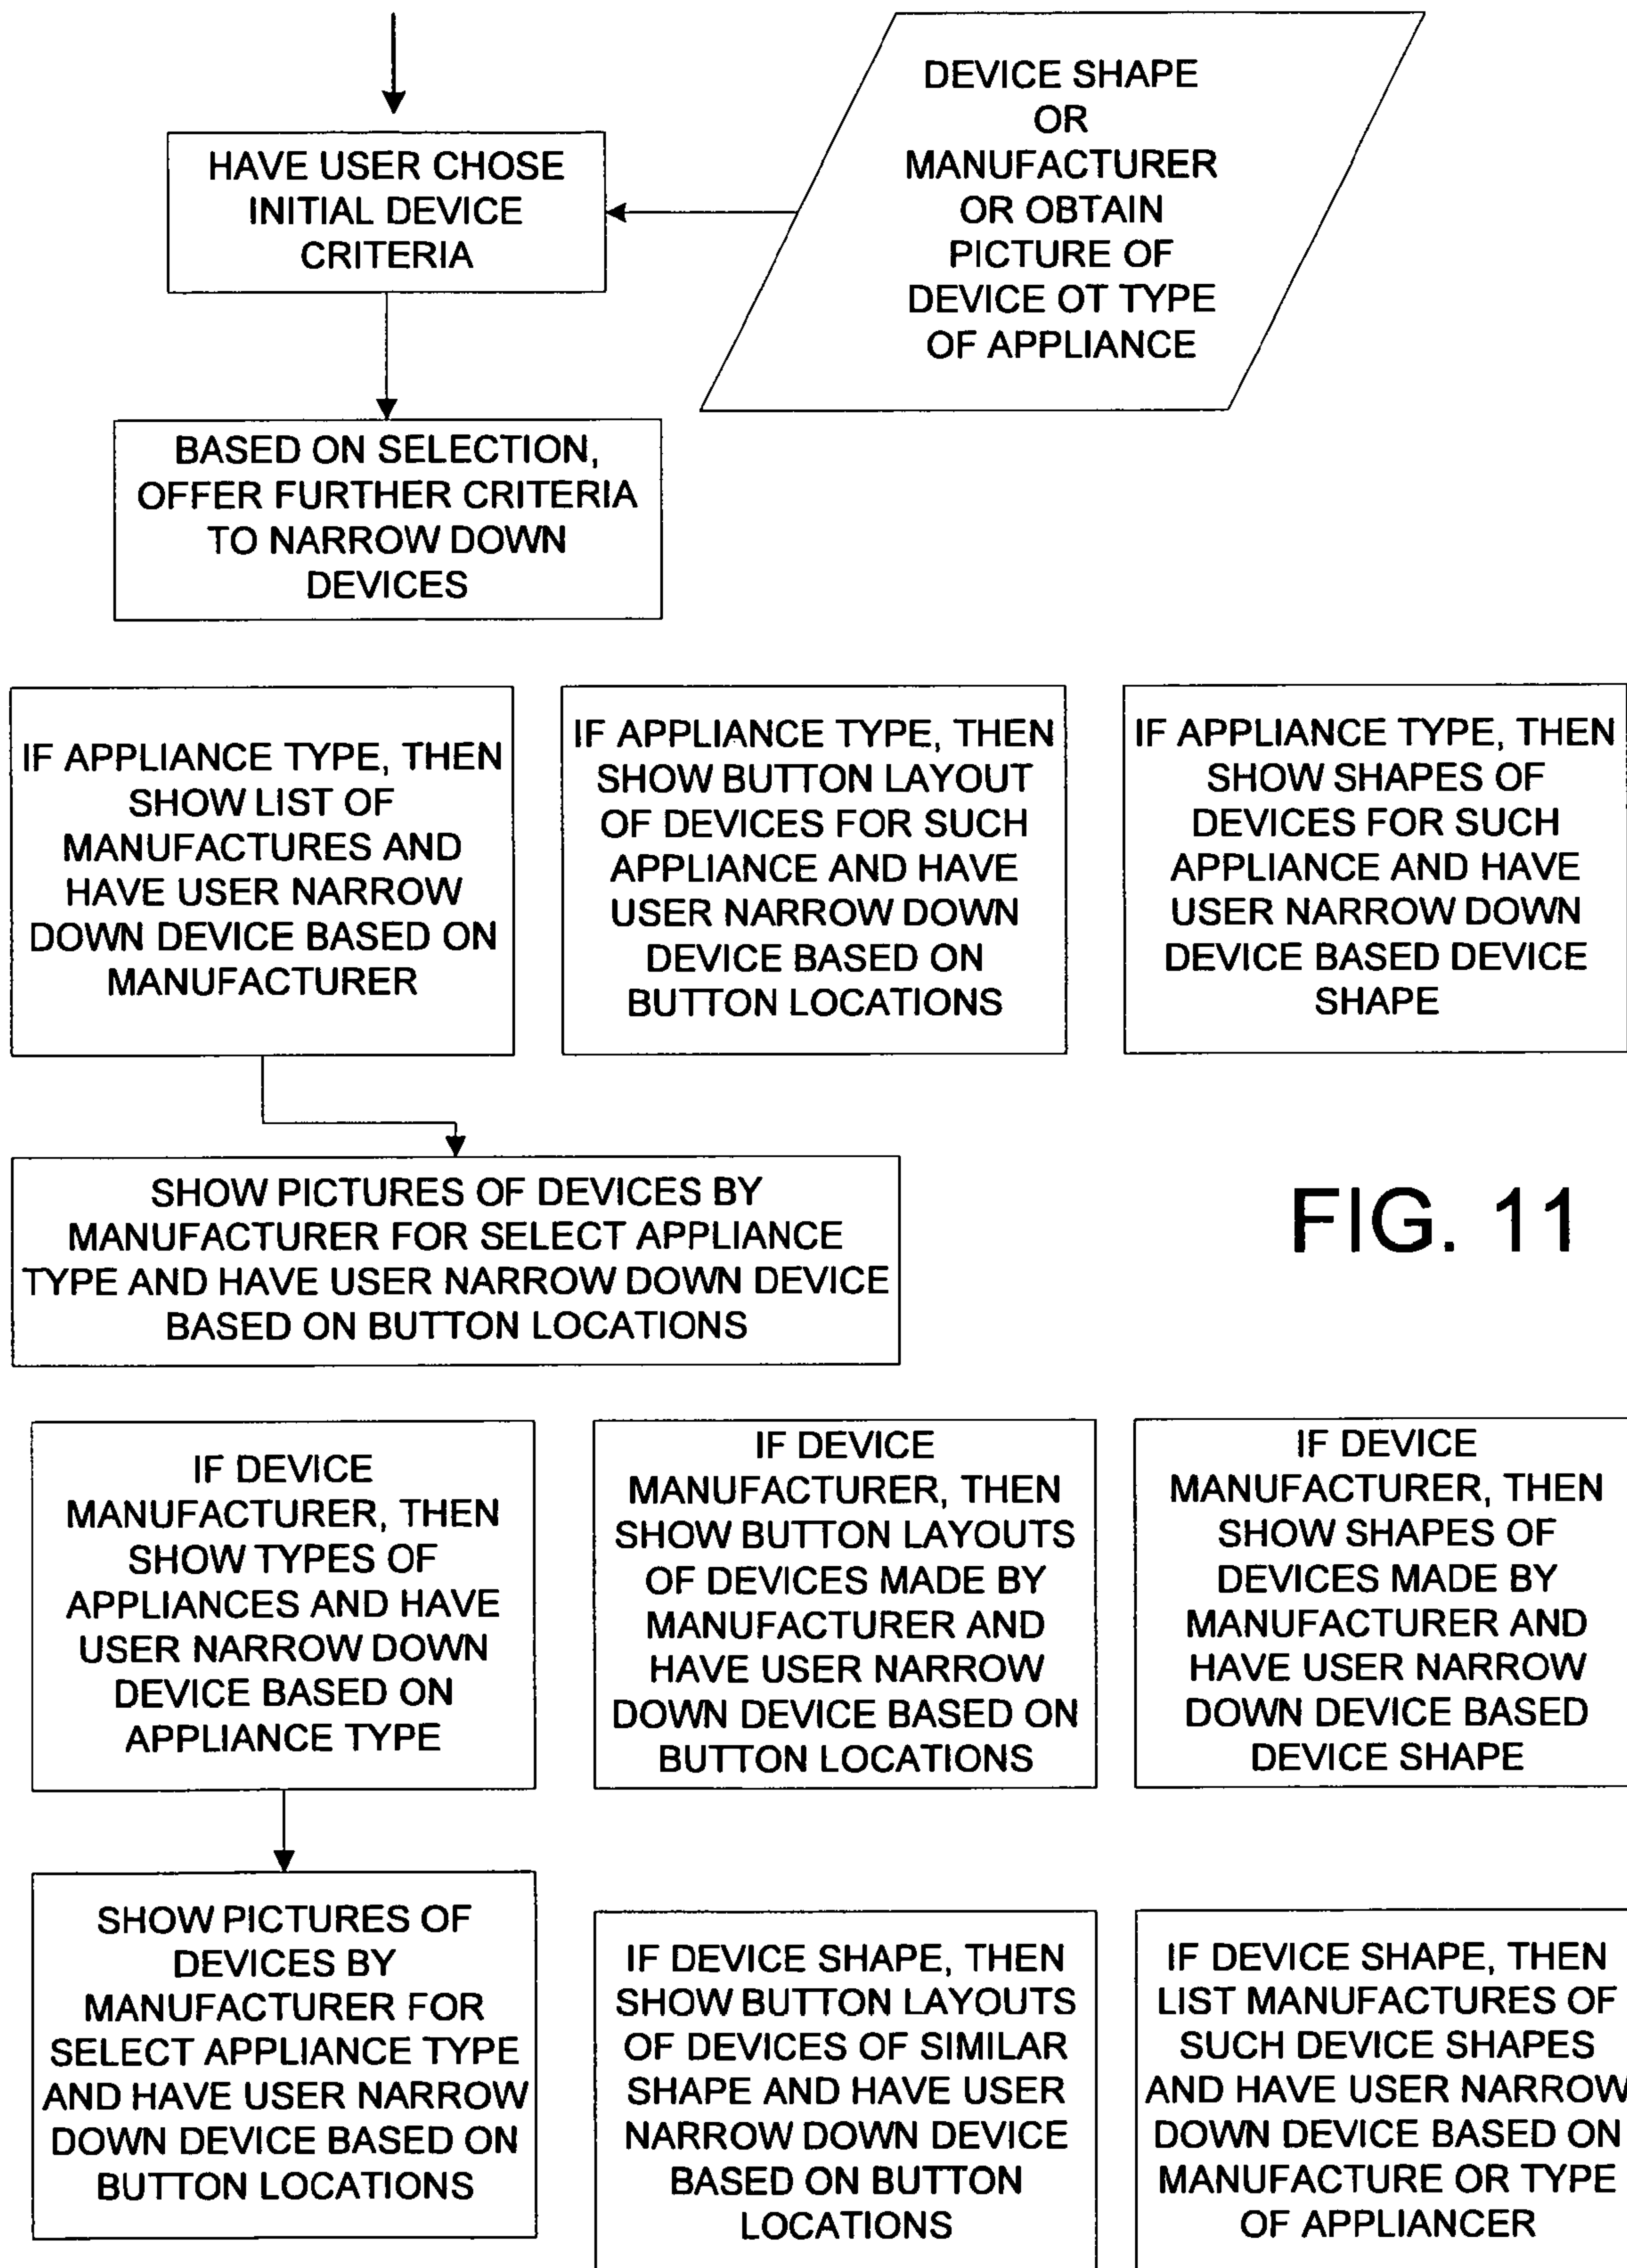 HAVE USER CHOSE
INITIAL DEVICE
CRITERIA
DEVICE SHAPE
OR
MANUFACTURER
OR OBTAIN
PICTURE OF
DEVICE OT TYPE
OF APPLIANCE
BASED ON SELECTION,
OFFER FURTHER CRITERIA
TO NARROW DOWN
DEVICES
IF APPLIANCE TYPE, THEN
SHOW LIST OF
MANUFACTURES AND
HAVE USER NARROW
DOWN DEVICE BASED ON
MANUFACTURER
IF APPLIANCE TYPE, THEN
SHOW BUTTON LAYOUT
OF DEVICES FOR SUCH
APPLIANCE AND HAVE
USER NARROW DOWN
DEVICE BASED ON
BUTTON LOCATIONS
IF APPLIANCE TYPE, THEN
SHOW SHAPES OF
DEVICES FOR SUCH
APPLIANCE AND HAVE
USER NARROW DOWN
DEVICE BASED DEVICE
SHAPE
SHOW PICTURES OF DEVICES BY
MANUFACTURER FOR SELECT APPLIANCE
TYPE AND HAVE USER NARROW DOWN DEVICE
BASED ON BUTTON LOCATIONS
FIG. 11
IF DEVICE
MANUFACTURER, THEN
SHOW TYPES OF
APPLIANCES AND HAVE
USER NARROW DOWN
DEVICE BASED ON
APPLIANCE TYPE
IF DEVICE
MANUFACTURER, THEN
SHOW BUTTON LAYOUTS
OF DEVICES MADE BY
MANUFACTURER AND
HAVE USER NARROW
DOWN DEVICE BASED ON
BUTTON LOCATIONS
IF DEVICE
MANUFACTURER, THEN
SHOW SHAPES OF
DEVICES MADE BY
MANUFACTURER AND
HAVE USER NARROW
DOWN DEVICE BASED
DEVICE SHAPE
SHOW PICTURES OF
DEVICES BY
MANUFACTURER FOR
SELECT APPLIANCE TYPE
AND HAVE USER NARROW
DOWN DEVICE BASED ON
BUTTON LOCATIONS
IF DEVICE SHAPE, THEN
SHOW BUTTON LAYOUTS
OF DEVICES OF SIMILAR
SHAPE AND HAVE USER
NARROW DOWN DEVICE
BASED ON BUTTON
LOCATIONS
IF DEVICE SHAPE, THEN
LIST MANUFACTURES OF
SUCH DEVICE SHAPES
AND HAVE USER NARROW
DOWN DEVICE BASED ON
MANUFACTURE OR TYPE
OF APPLIANCER